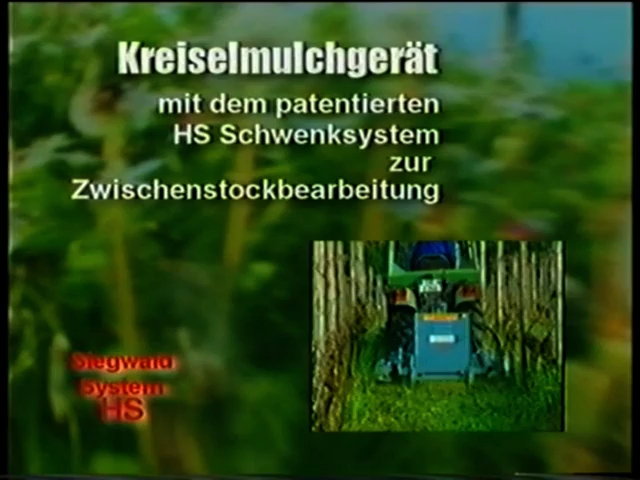 Kreiselmulchgerät
mit dem patentierten
HS Schwenksystem
zur
Zwischenstockbearbeitung
Siegwald
System
HS